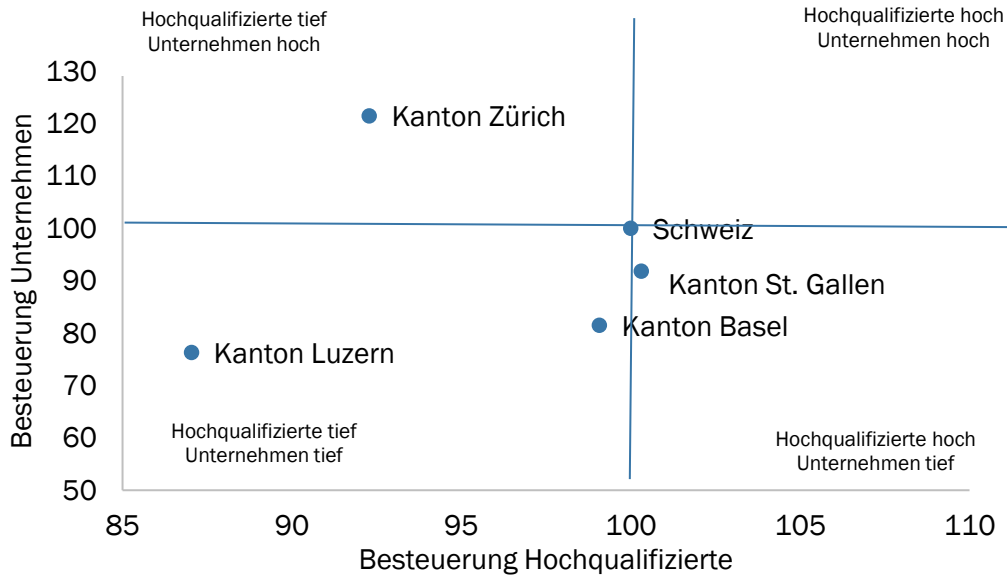 Hochqualifizierte tief
Unternehmen hoch
Hochqualifizierte hoch
Unternehmen hoch
Besteuerung Unternehmen
130
120
110
100
90
80
70
60
50
Kanton Zürich
Schweiz
Kanton St. Gallen
Kanton Basel
Kanton Luzern
Hochqualifizierte tief
Unternehmen tief
Hochqualifizierte hoch
Unternehmen tief
85 90 95 100 105 110
Besteuerung Hochqualifizierte